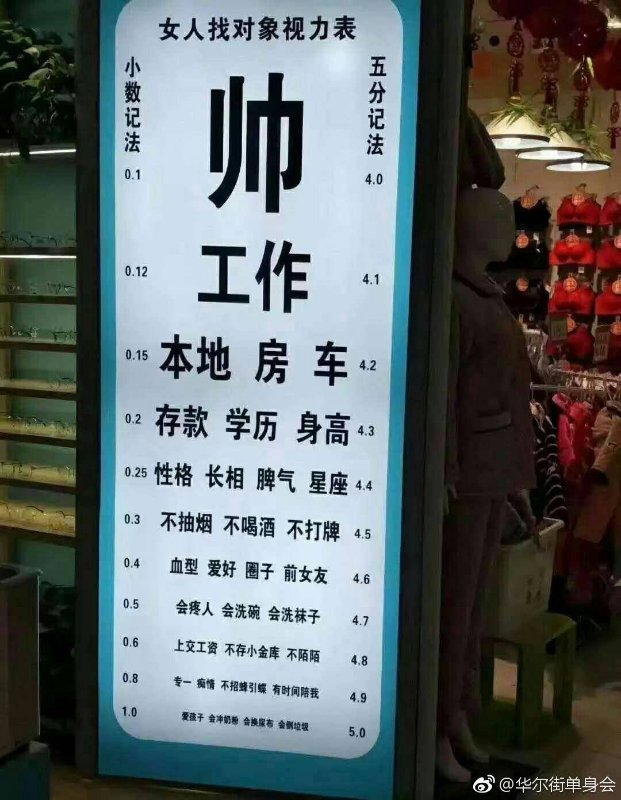 女人找对象视力表
小数记法
五分记法
帅
0.1 4.0
工作
0.12 4.1
0.15 本地 房 车 4.2
0.2 存款 学历 身高 4.3
0.25 性格 长相 脾气 星座 4.4
0.3 不抽烟 不喝酒 不打牌 4.5
0.4 血型 爱好 圈子 前女友 4.6
0.5 会疼人 会洗碗 会洗袜子 4.7
0.6 上交工资 不存小金库 不陌陌 4.8
0.8 专一 痴情 不招蜂引蝶 有时间陪我 4.9
1.0 爱孩子 会冲奶粉 会换尿布 会倒垃圾 5.0
@华尔街单身会